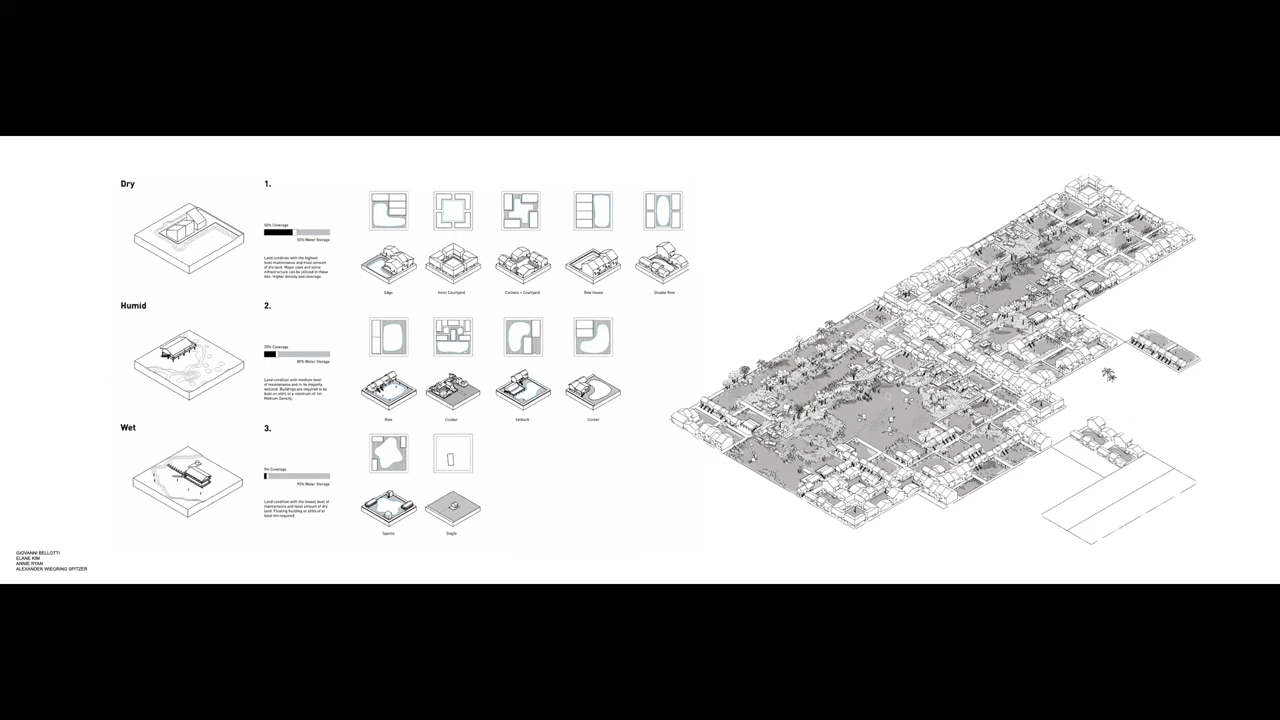 Dry
1.
50% Coverage
50% Water Storage
Land condition with the highest
level maintenance and most amount
of dry land. Major uses and some
infrastructure can be utilized in these
lots. Higher density and coverage.
Edge
Inner Courtyard
Corners + Courtyard
Row House
Double Row
Humid
2.
20% Coverage
80% Water Storage
Land condition with medium level
of maintenance and in its majority,
wetland. Buildings are required to be
built on stilts at a minimum of 1m
Medium Density.
Row
Cluster
Setback
Corner
Wet
3.
5% Coverage
95% Water Storage
Land condition with the lowest level of
maintenance and least amount of dry
land. Floating building or stilts of at
least 6m required.
Sparse
Single
GIOVANNI BELLOTTI
ELANE KIM
ANNIE RYAN
ALEXANDER WIEGRING SPITZER